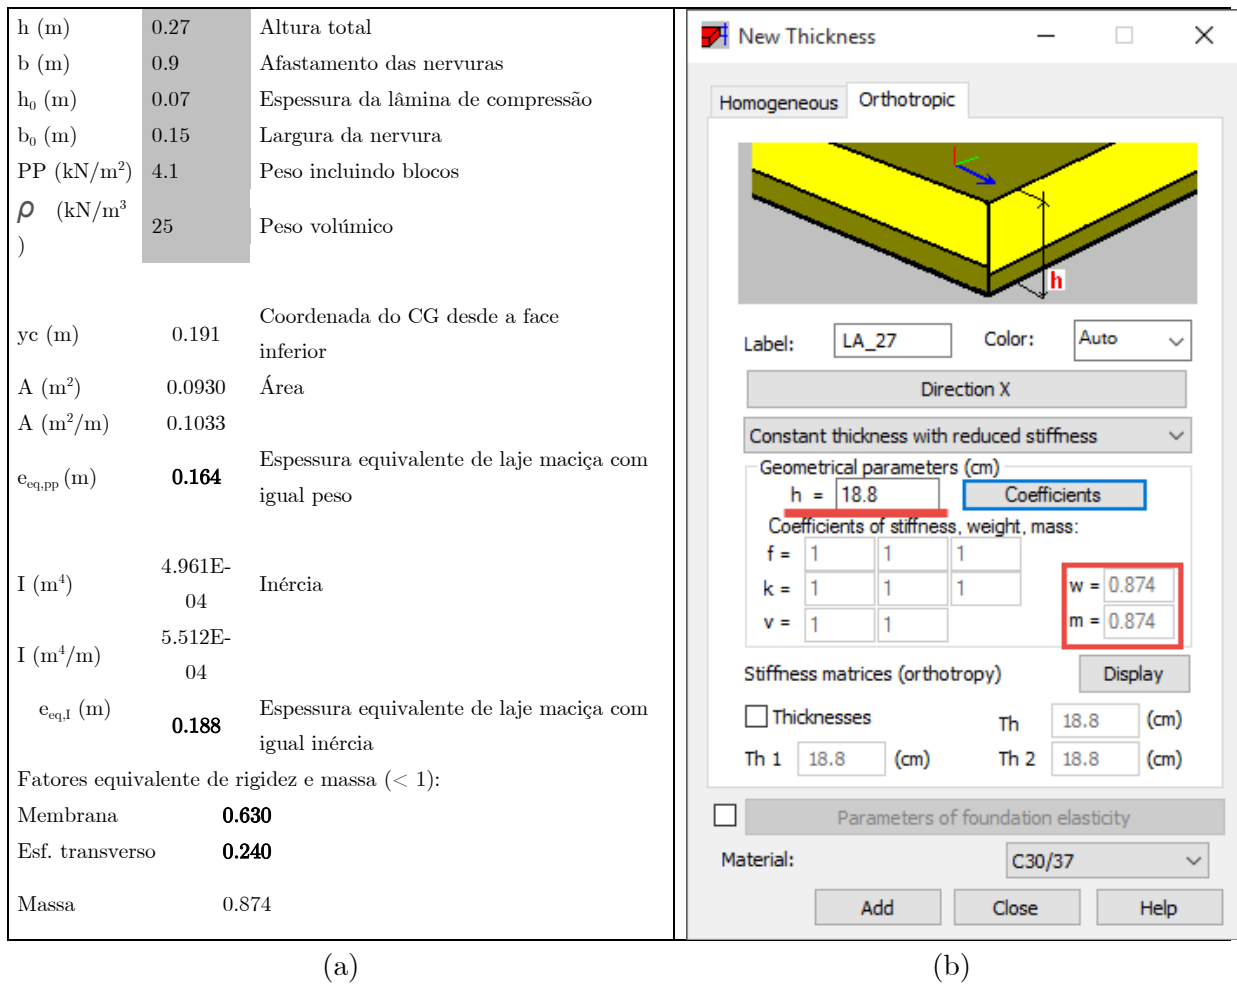 h (m) 0.27 Altura total
b (m) 0.9 Afastamento das nervuras
h₀ (m) 0.07 Espessura da lâmina de compressão
b₀ (m) 0.15 Largura da nervura
PP (kN/m²) 4.1 Peso incluindo blocos
ρ (kN/m³
) 25 Peso volúmico
yc (m) 0.191 Coordenada do CG desde a face
inferior
A (m²) 0.0930 Área
A (m²/m) 0.1033
e_eq,pp (m) 0.164 Espessura equivalente de laje maciça com
igual peso
I (m⁴) 4.961E-
04 Inércia
I (m⁴/m) 5.512E-
04
e_eq,I (m) 0.188 Espessura equivalente de laje maciça com
igual inércia
Fatores equivalente de rigidez e massa (< 1):
Membrana 0.630
Esf. transverso 0.240
Massa 0.874
(a)
New Thickness
Homogeneous Orthotropic
h
Label: LA_27 Color: Auto
Direction X
Constant thickness with reduced stiffness
Geometrical parameters (cm)
h = 18.8 Coefficients
Coefficients of stiffness, weight, mass:
f = 1 1 1
k = 1 1 1 w = 0.874
v = 1 1 m = 0.874
Stiffness matrices (orthotropy) Display
Thicknesses Th 18.8 (cm)
Th 1 18.8 (cm) Th 2 18.8 (cm)
Parameters of foundation elasticity
Material: C30/37
Add Close Help
(b)